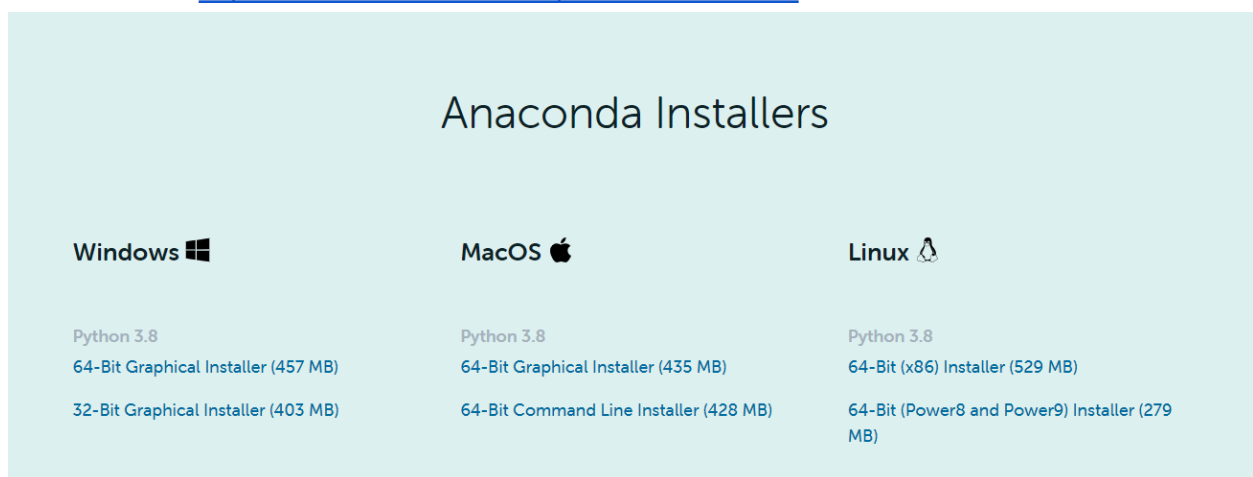 Anaconda Installers
Windows
MacOS
Linux
Python 3.8
64-Bit Graphical Installer (457 MB)
32-Bit Graphical Installer (403 MB)
Python 3.8
64-Bit Graphical Installer (435 MB)
64-Bit Command Line Installer (428 MB)
Python 3.8
64-Bit (x86) Installer (529 MB)
64-Bit (Power8 and Power9) Installer (279
MB)